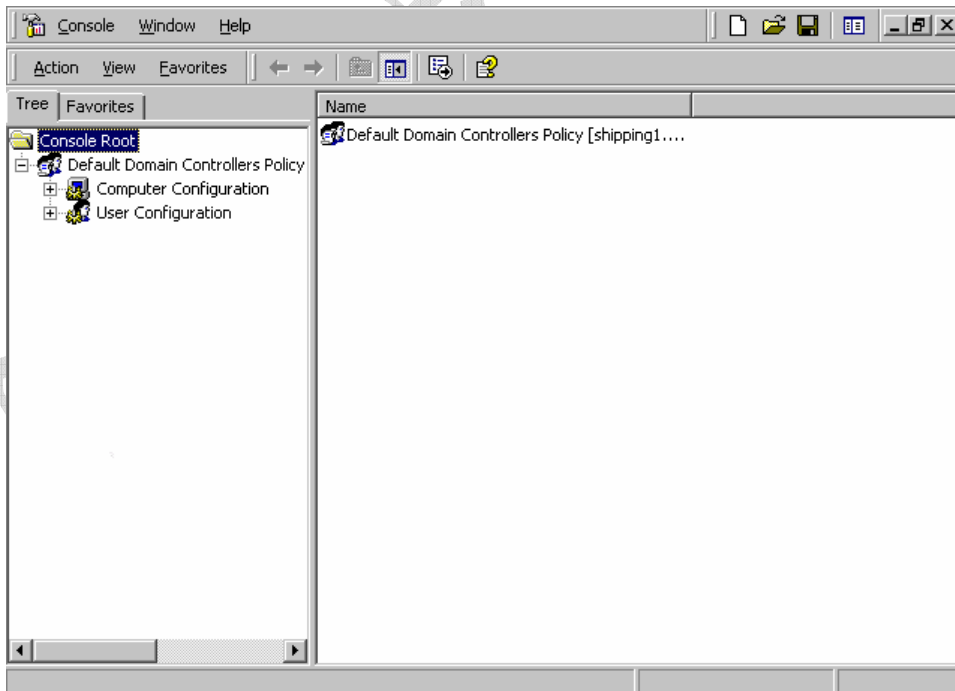 Console Window Help
Action View Favorites
Tree Favorites
Name
Console Root
Default Domain Controllers Policy [shipping1....
Default Domain Controllers Policy
Computer Configuration
User Configuration